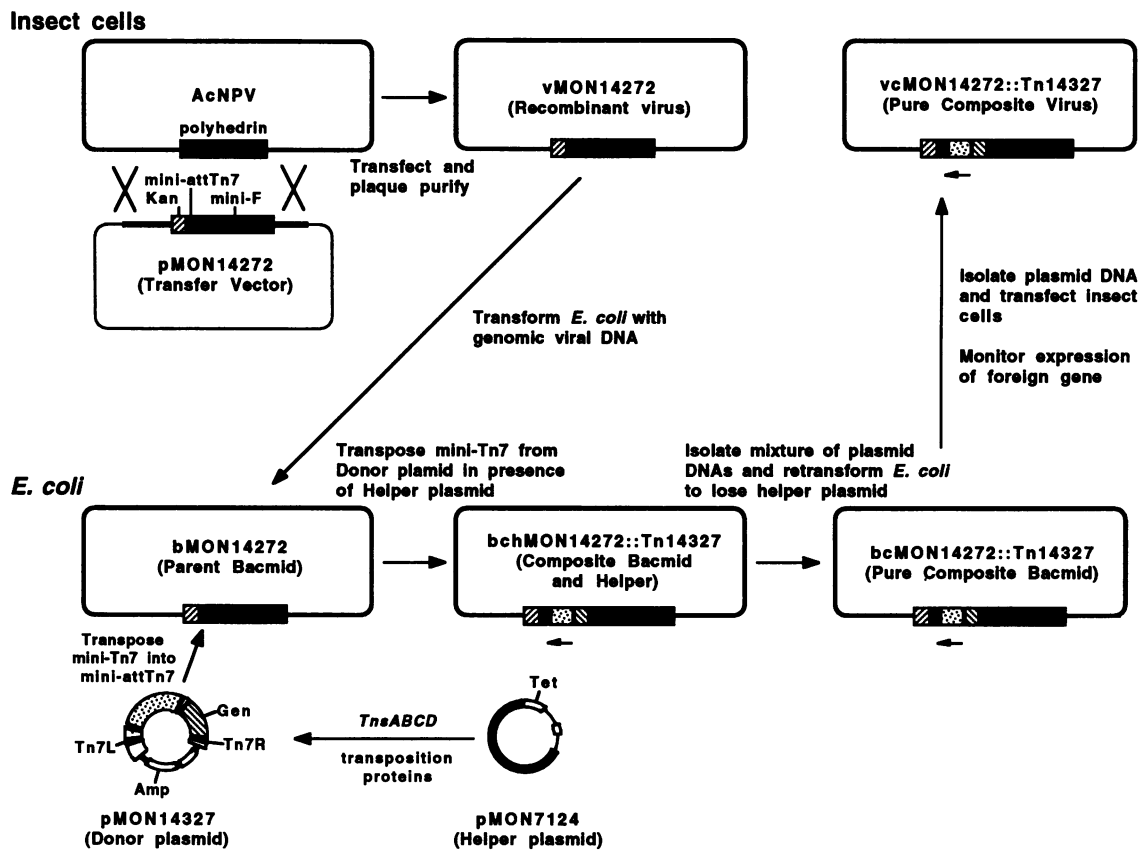 Insect cells
AcNPV
polyhedrin
mini-attTn7
Kan
mini-F
pMON14272
(Transfer Vector)
Transfect and
plaque purify
vMON14272
(Recombinant virus)
vcMON14272::Tn14327
(Pure Composite Virus)
Transform E. coli with
genomic viral DNA
Isolate plasmid DNA
and transfect insect
cells
Monitor expression
of foreign gene
E. coli
Transpose mini-Tn7 from
Donor plamid in presence
of Helper plasmid
Isolate mixture of plasmid
DNAs and retransform E. coli
to lose helper plasmid
bMON14272
(Parent Bacmid)
bchMON14272::Tn14327
(Composite Bacmid
and Helper)
bcMON14272::Tn14327
(Pure Composite Bacmid)
Transpose
mini-Tn7 into
mini-attTn7
Gen
Tn7L
Tn7R
Amp
pMON14327
(Donor plasmid)
TnsABCD
transposition
proteins
Tet
pMON7124
(Helper plasmid)